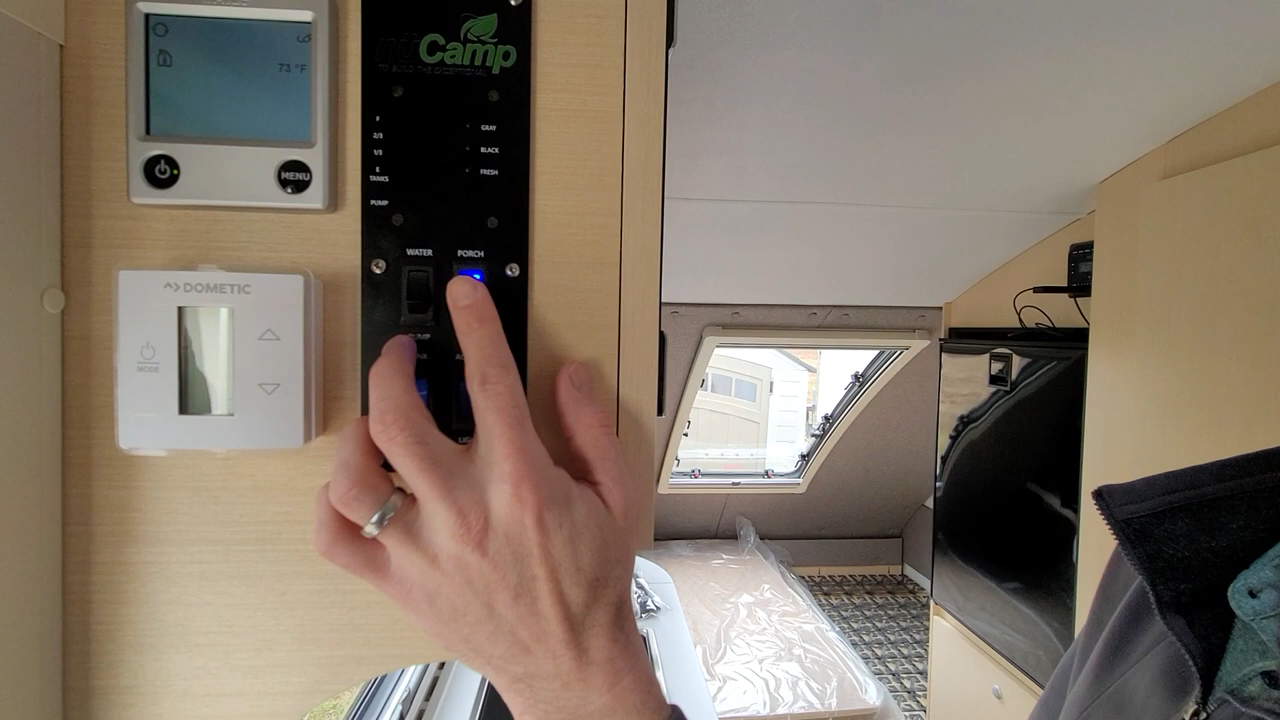 73 °F
MENU
nüCamp
TO BUILD THE EXCEPTIONAL
F
2/3
1/3
E
TANKS
PUMP
GRAY
BLACK
FRESH
WATER
PORCH
DOMETIC
MODE